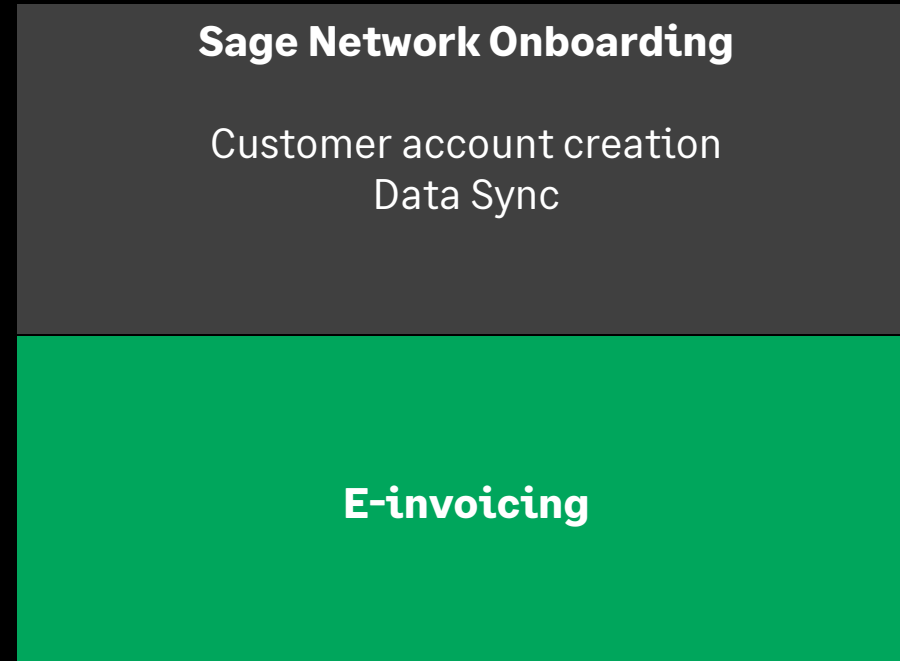 Sage Network Onboarding
Customer account creation
Data Sync
E-invoicing